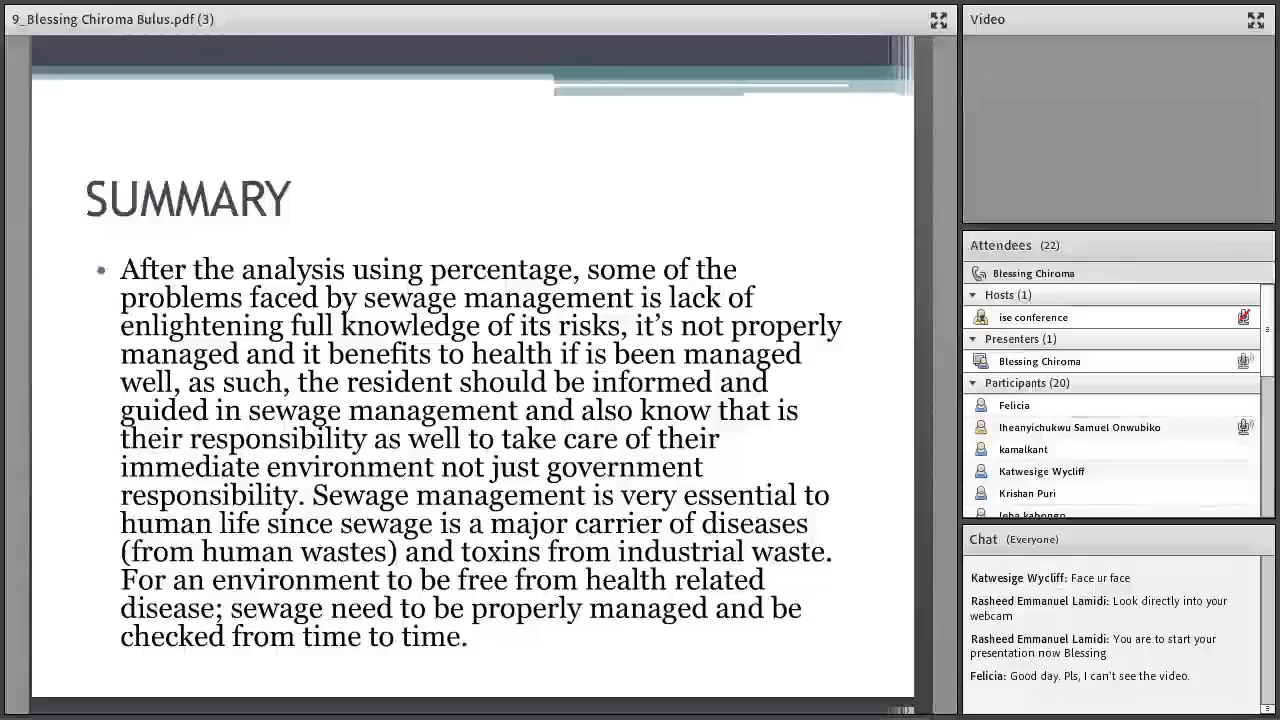 9_Blessing Chiroma Bulus.pdf (3)
SUMMARY
After the analysis using percentage, some of the
problems faced by sewage management is lack of
enlightening full knowledge of its risks, it’s not properly
managed and it benefits to health if is been managed
well, as such, the resident should be informed and
guided in sewage management and also know that is
their responsibility as well to take care of their
immediate environment not just government
responsibility. Sewage management is very essential to
human life since sewage is a major carrier of diseases
(from human wastes) and toxins from industrial waste.
For an environment to be free from health related
disease; sewage need to be properly managed and be
checked from time to time.
Video
Attendees (22)
Blessing Chiroma
Hosts (1)
ise conference
Presenters (1)
Blessing Chiroma
Participants (20)
Felicia
Iheanyichukwu Samuel Onwubiko
kamalkant
Katwesige Wycliff
Krishan Puri
Chat (Everyone)
Katwesige Wycliff: Face ur face
Rasheed Emmanuel Lamidi: Look directly into your
webcam
Rasheed Emmanuel Lamidi: You are to start your
presentation now Blessing
Felicia: Good day. Pls, I can't see the video.